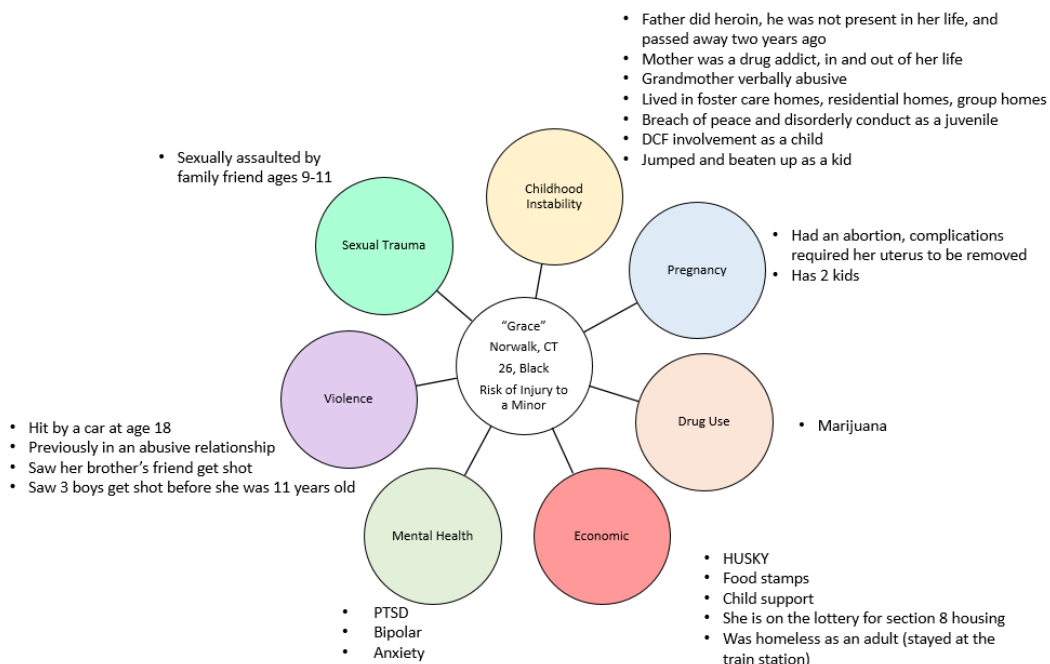 • Father did heroin, he was not present in her life, and
passed away two years ago
• Mother was a drug addict, in and out of her life
• Grandmother verbally abusive
• Lived in foster care homes, residential homes, group homes
• Breach of peace and disorderly conduct as a juvenile
• DCF involvement as a child
• Jumped and beaten up as a kid
Childhood
Instability
• Sexually assaulted by
family friend ages 9-11
Sexual Trauma
Pregnancy
• Had an abortion, complications
required her uterus to be removed
• Has 2 kids
“Grace”
Norwalk, CT
26, Black
Risk of Injury to
a Minor
Violence
• Hit by a car at age 18
• Previously in an abusive relationship
• Saw her brother’s friend get shot
• Saw 3 boys get shot before she was 11 years old
Drug Use
• Marijuana
Mental Health
• PTSD
• Bipolar
• Anxiety
Economic
• HUSKY
• Food stamps
• Child support
• She is on the lottery for section 8 housing
• Was homeless as an adult (stayed at the
train station)